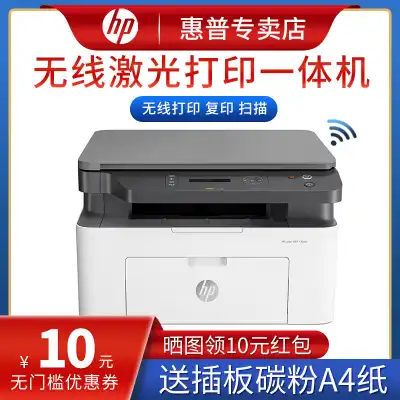 hp 惠普专卖店
无线激光打印一体机
无线打印 复印 扫描
hp
¥10元
无门槛优惠券
晒图领10元红包
送插板碳粉A4纸